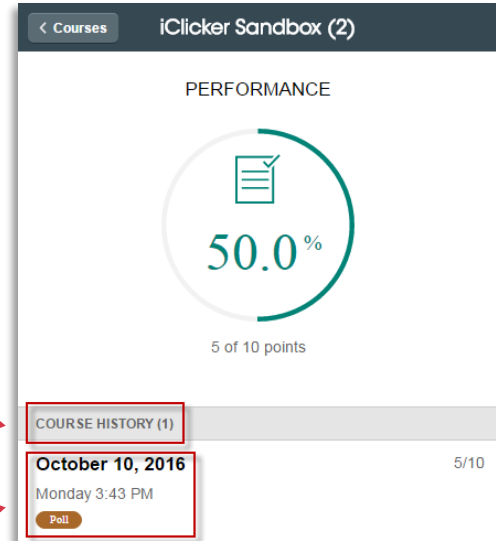 < Courses iClicker Sandbox (2)
PERFORMANCE
50.0%
5 of 10 points
COURSE HISTORY (1)
October 10, 2016 5/10
Monday 3:43 PM
Poll